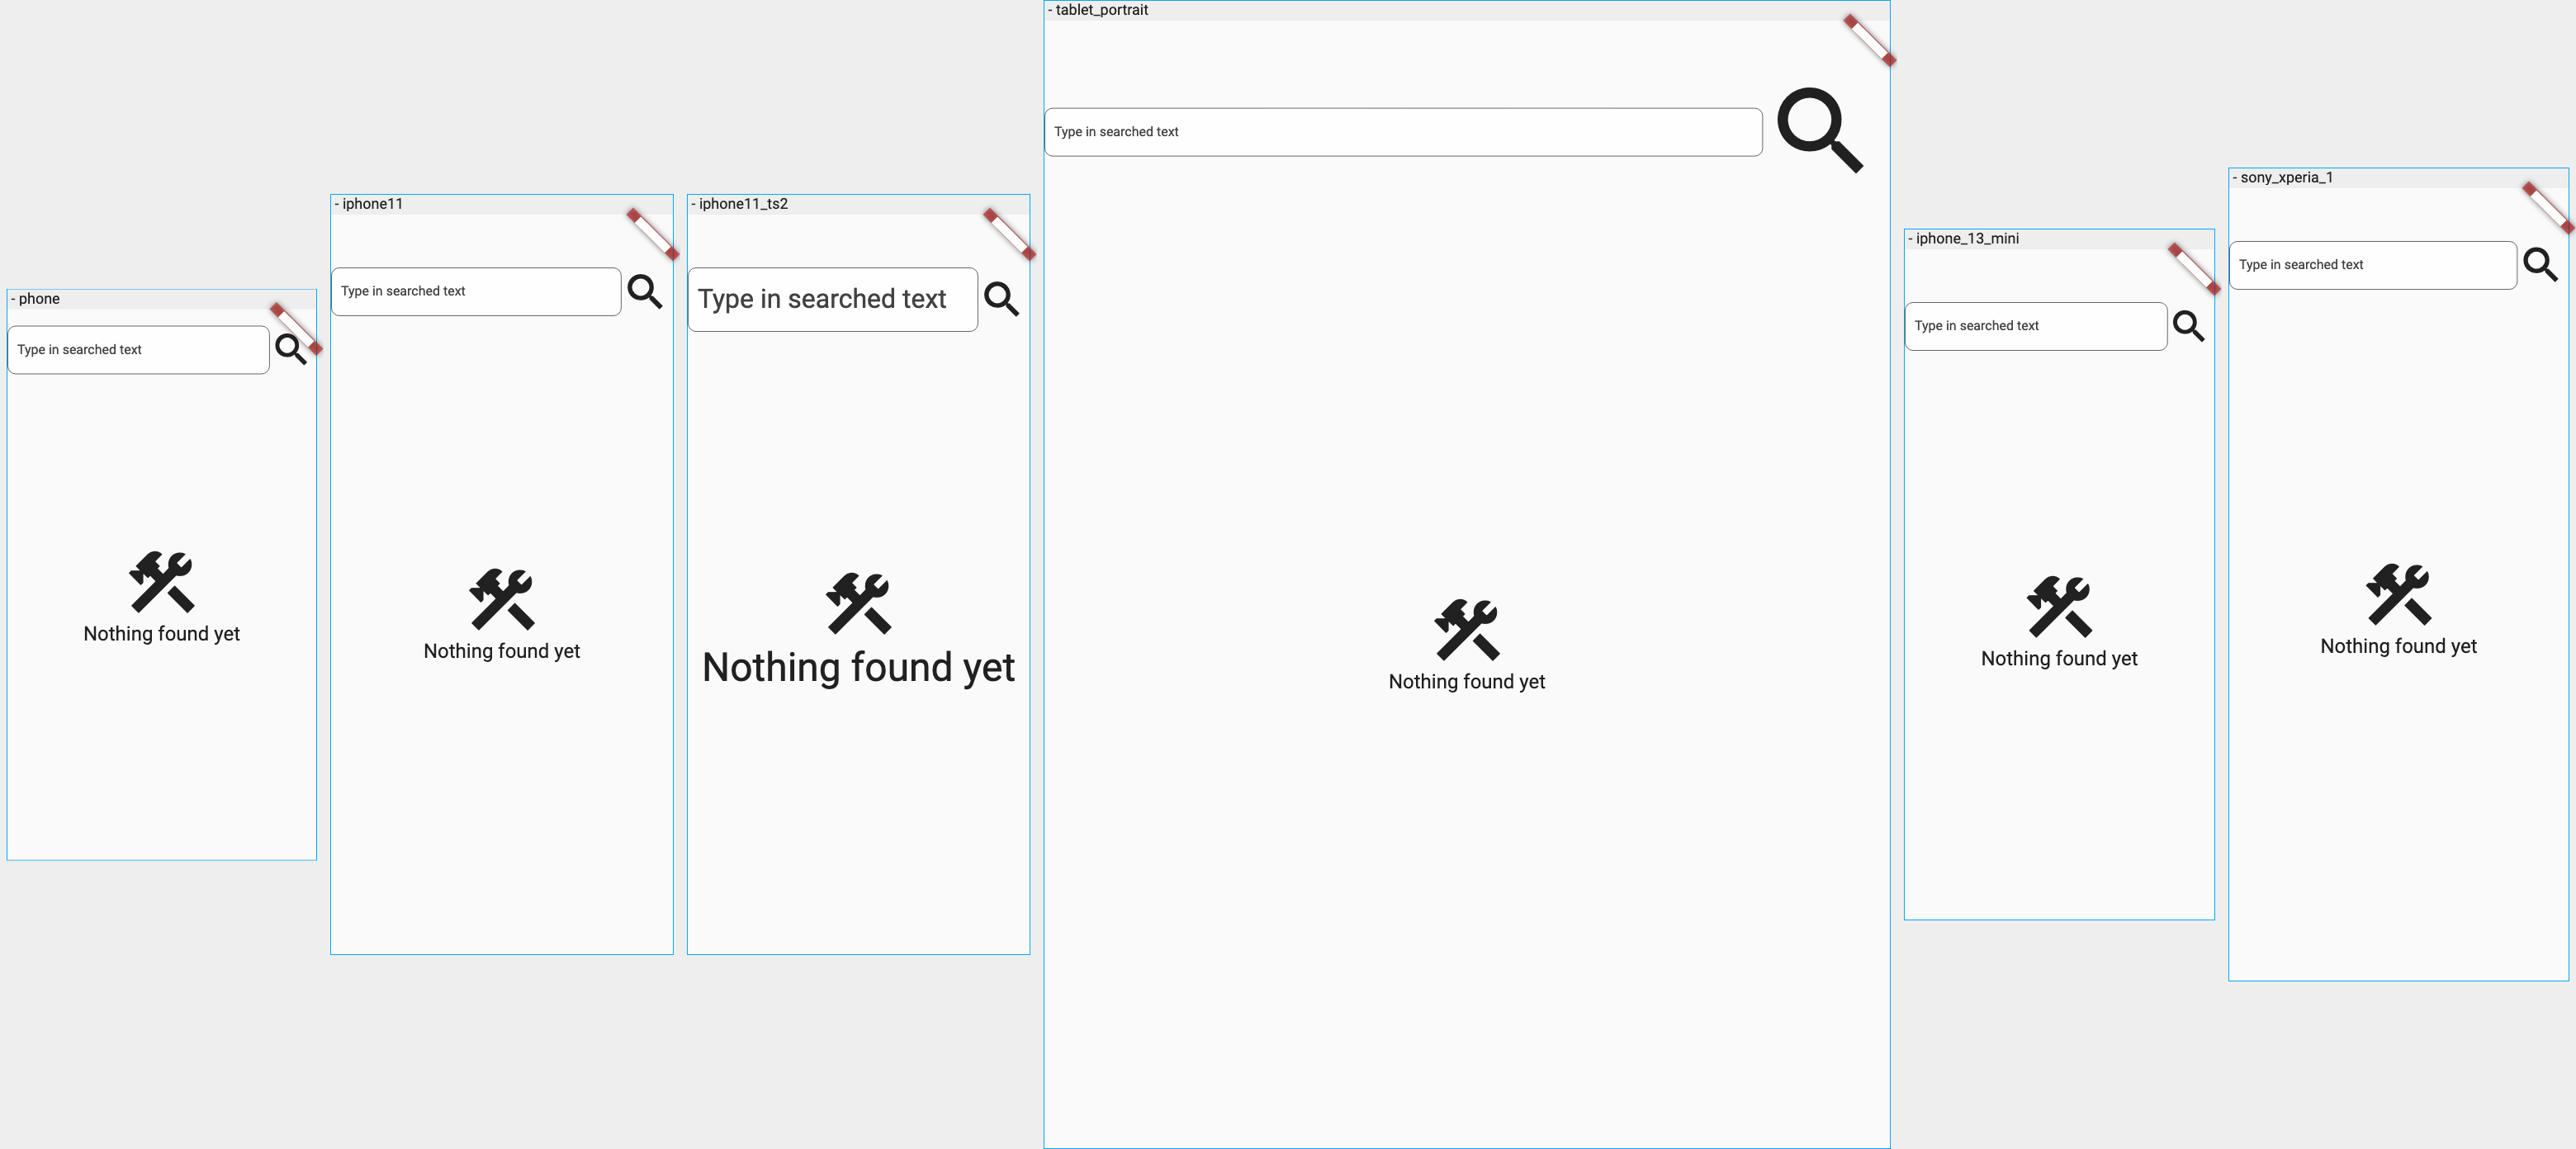 - phone
Type in searched text
Nothing found yet
- iphone11
Type in searched text
Nothing found yet
- iphone11_ts2
Type in searched text
Nothing found yet
- tablet_portrait
Type in searched text
Nothing found yet
- iphone_13_mini
Type in searched text
Nothing found yet
- sony_xperia_1
Type in searched text
Nothing found yet